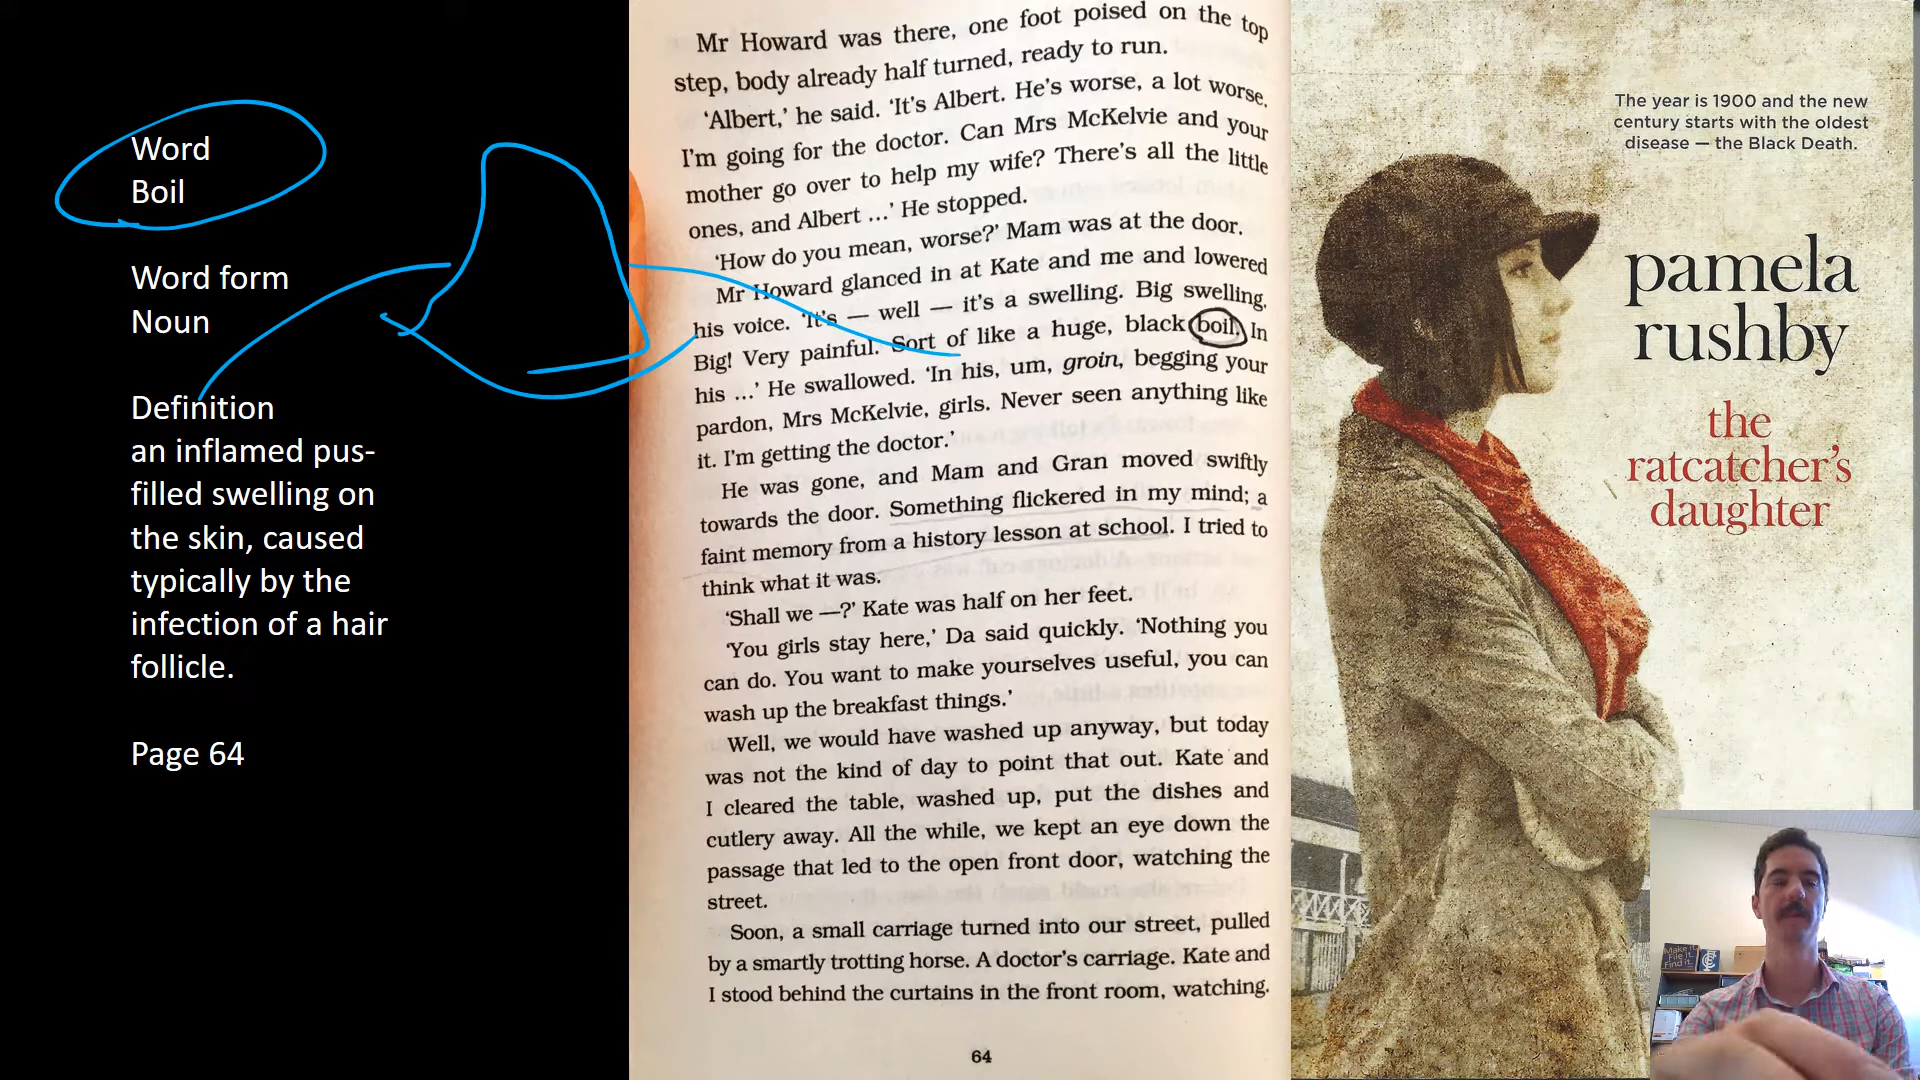 Word
Boil
Word form
Noun
Definition
an inflamed pus-
filled swelling on
the skin, caused
typically by the
infection of a hair
follicle.
Page 64
Mr Howard was there, one foot poised on the top
step, body already half turned, ready to run.
‘Albert,’ he said. ‘It’s Albert. He’s worse, a lot worse.
I’m going for the doctor. Can Mrs McKelvie and your
mother go over to help my wife? There’s all the little
ones, and Albert ...’ He stopped.
‘How do you mean, worse?’ Mam was at the door.
Mr Howard glanced in at Kate and me and lowered
his voice. ‘It’s — well — it’s a swelling. Big swelling.
Big! Very painful. Sort of like a huge, black boil. In
his ...’ He swallowed. ‘In his, um, groin, begging your
pardon, Mrs McKelvie, girls. Never seen anything like
it. I’m getting the doctor.’
He was gone, and Mam and Gran moved swiftly
towards the door. Something flickered in my mind; a
faint memory from a history lesson at school. I tried to
think what it was.
‘Shall we —?’ Kate was half on her feet.
‘You girls stay here,’ Da said quickly. ‘Nothing you
can do. You want to make yourselves useful, you can
wash up the breakfast things.’
Well, we would have washed up anyway, but today
was not the kind of day to point that out. Kate and
I cleared the table, washed up, put the dishes and
cutlery away. All the while, we kept an eye down the
passage that led to the open front door, watching the
street.
Soon, a small carriage turned into our street, pulled
by a smartly trotting horse. A doctor’s carriage. Kate and
I stood behind the curtains in the front room, watching.
64
The year is 1900 and the new
century starts with the oldest
disease — the Black Death.
pamela
rushby
the
ratcatcher’s
daughter
Make it.
File it.
Find it.